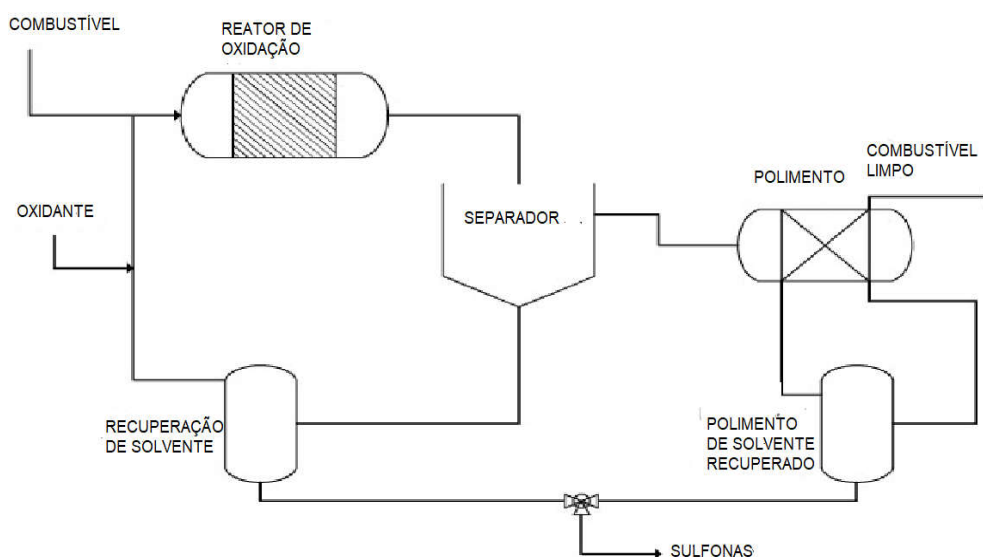 COMBUSTÍVEL
REATOR DE
OXIDAÇÃO
OXIDANTE
SEPARADOR
POLIMENTO
COMBUSTÍVEL
LIMPO
RECUPERAÇÃO
DE SOLVENTE
POLIMENTO
DE SOLVENTE
RECUPERADO
SULFONAS